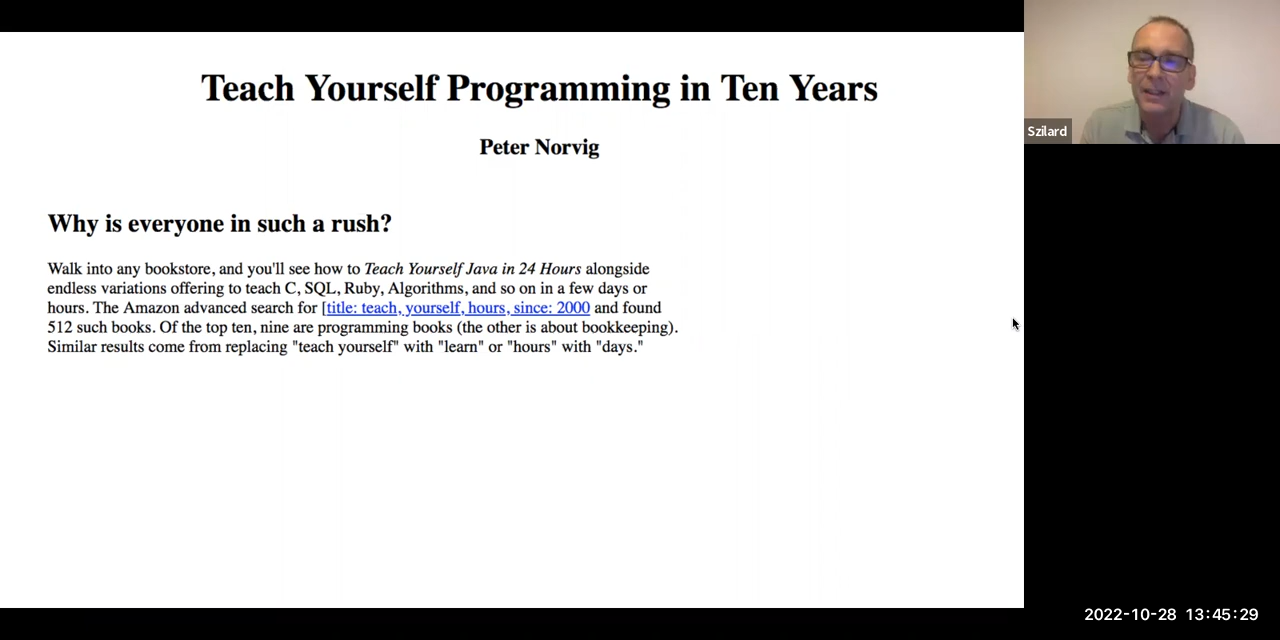 Teach Yourself Programming in Ten Years
Peter Norvig
Why is everyone in such a rush?
Walk into any bookstore, and you'll see how to Teach Yourself Java in 24 Hours alongside
endless variations offering to teach C, SQL, Ruby, Algorithms, and so on in a few days or
hours. The Amazon advanced search for [title: teach, yourself, hours, since: 2000 and found
512 such books. Of the top ten, nine are programming books (the other is about bookkeeping).
Similar results come from replacing "teach yourself" with "learn" or "hours" with "days."
Szilard
2022-10-28 13:45:29